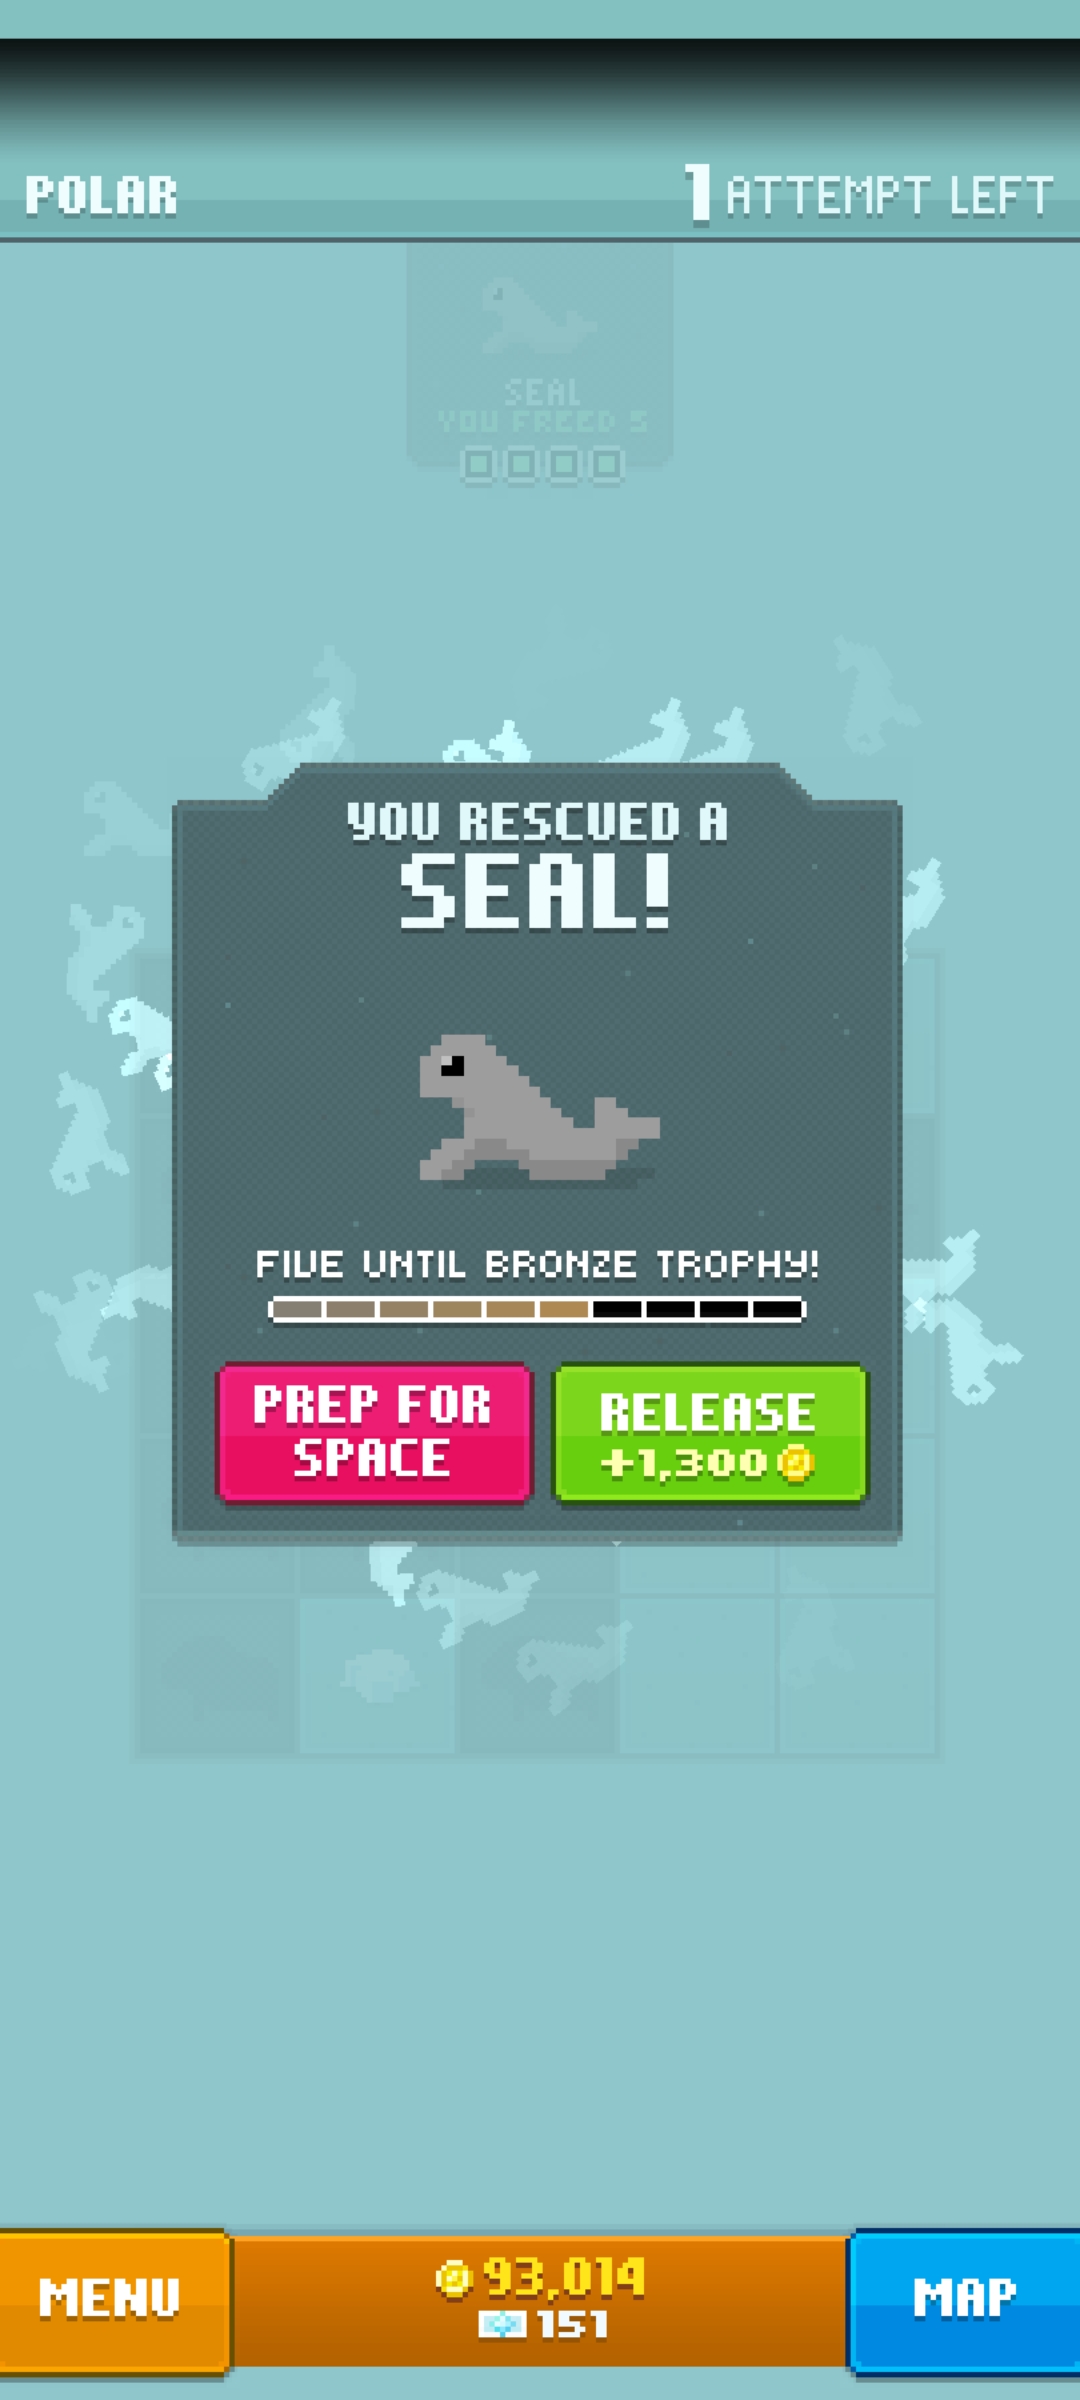 POLAR
1 ATTEMPT LEFT
SEAL
YOU FREED 5
YOU RESCUED A
SEAL!
FIVE UNTIL BRONZE TROPHY!
PREP FOR
SPACE
RELEASE
+1,300
MENU
93,014
151
MAP